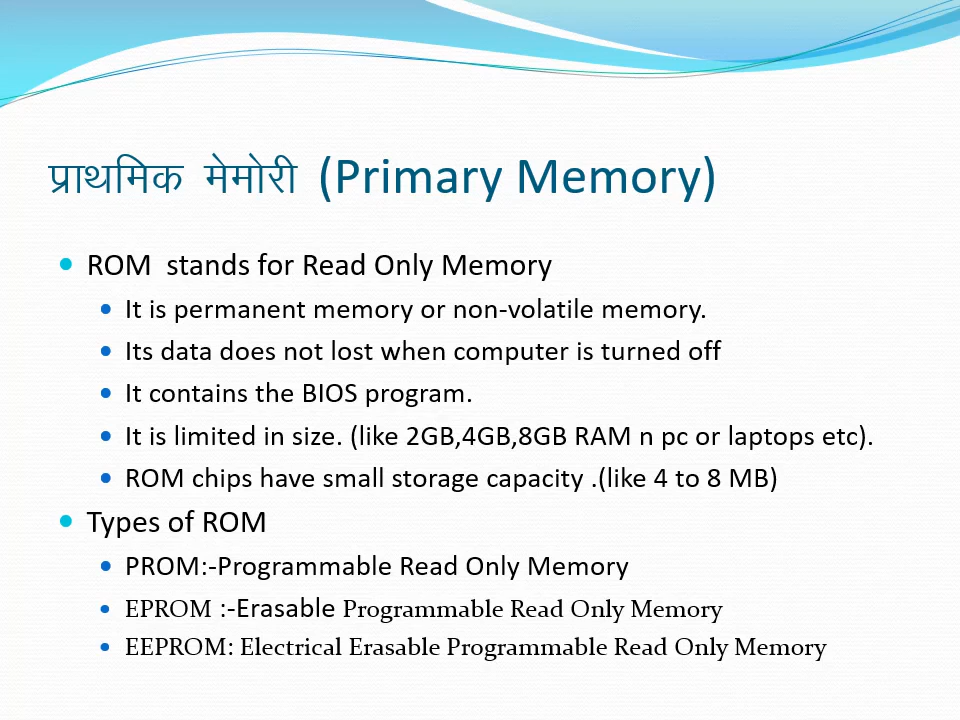 प्राथमिक मेमोरी (Primary Memory)
ROM stands for Read Only Memory
It is permanent memory or non-volatile memory.
Its data does not lost when computer is turned off
It contains the BIOS program.
It is limited in size. (like 2GB,4GB,8GB RAM n pc or laptops etc).
ROM chips have small storage capacity .(like 4 to 8 MB)
Types of ROM
PROM:-Programmable Read Only Memory
EPROM :-Erasable Programmable Read Only Memory
EEPROM: Electrical Erasable Programmable Read Only Memory